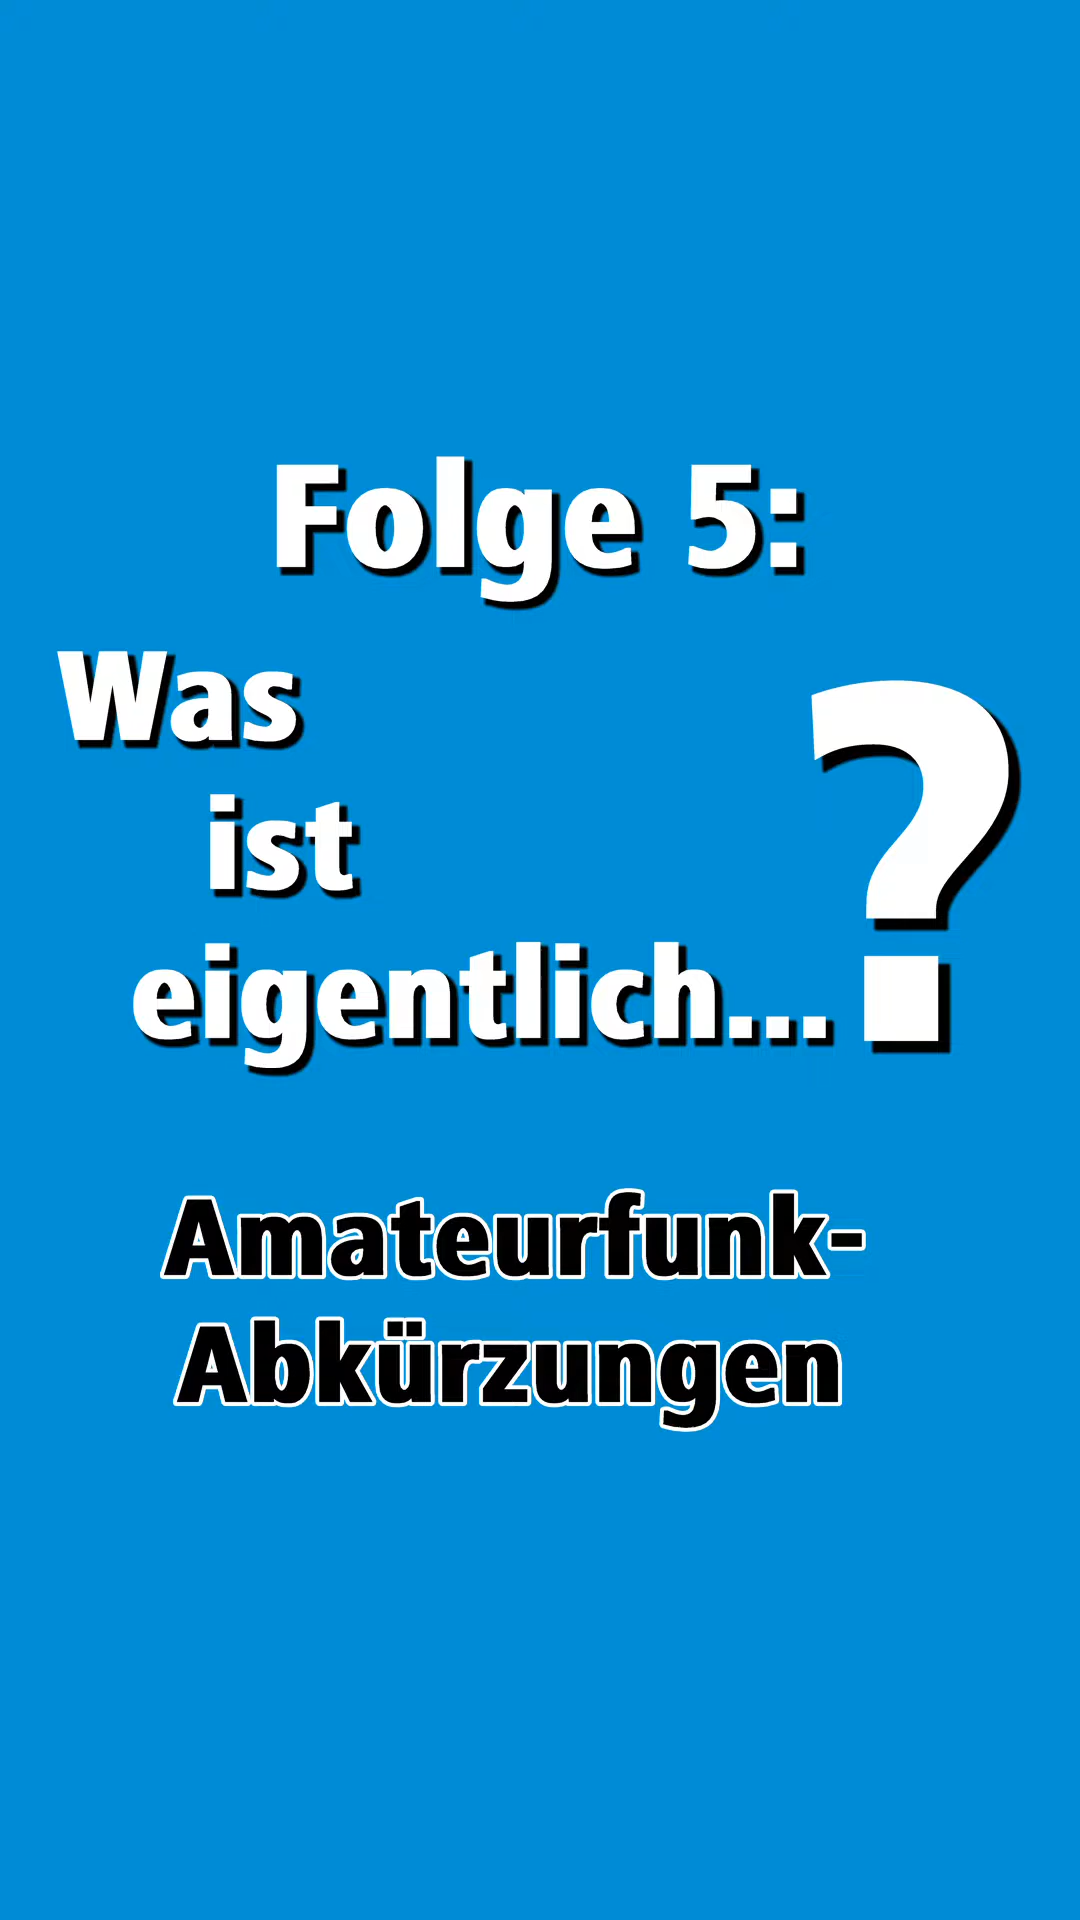 Folge 5:
Was
ist
eigentlich...?
Amateurfunk-
Abkürzungen